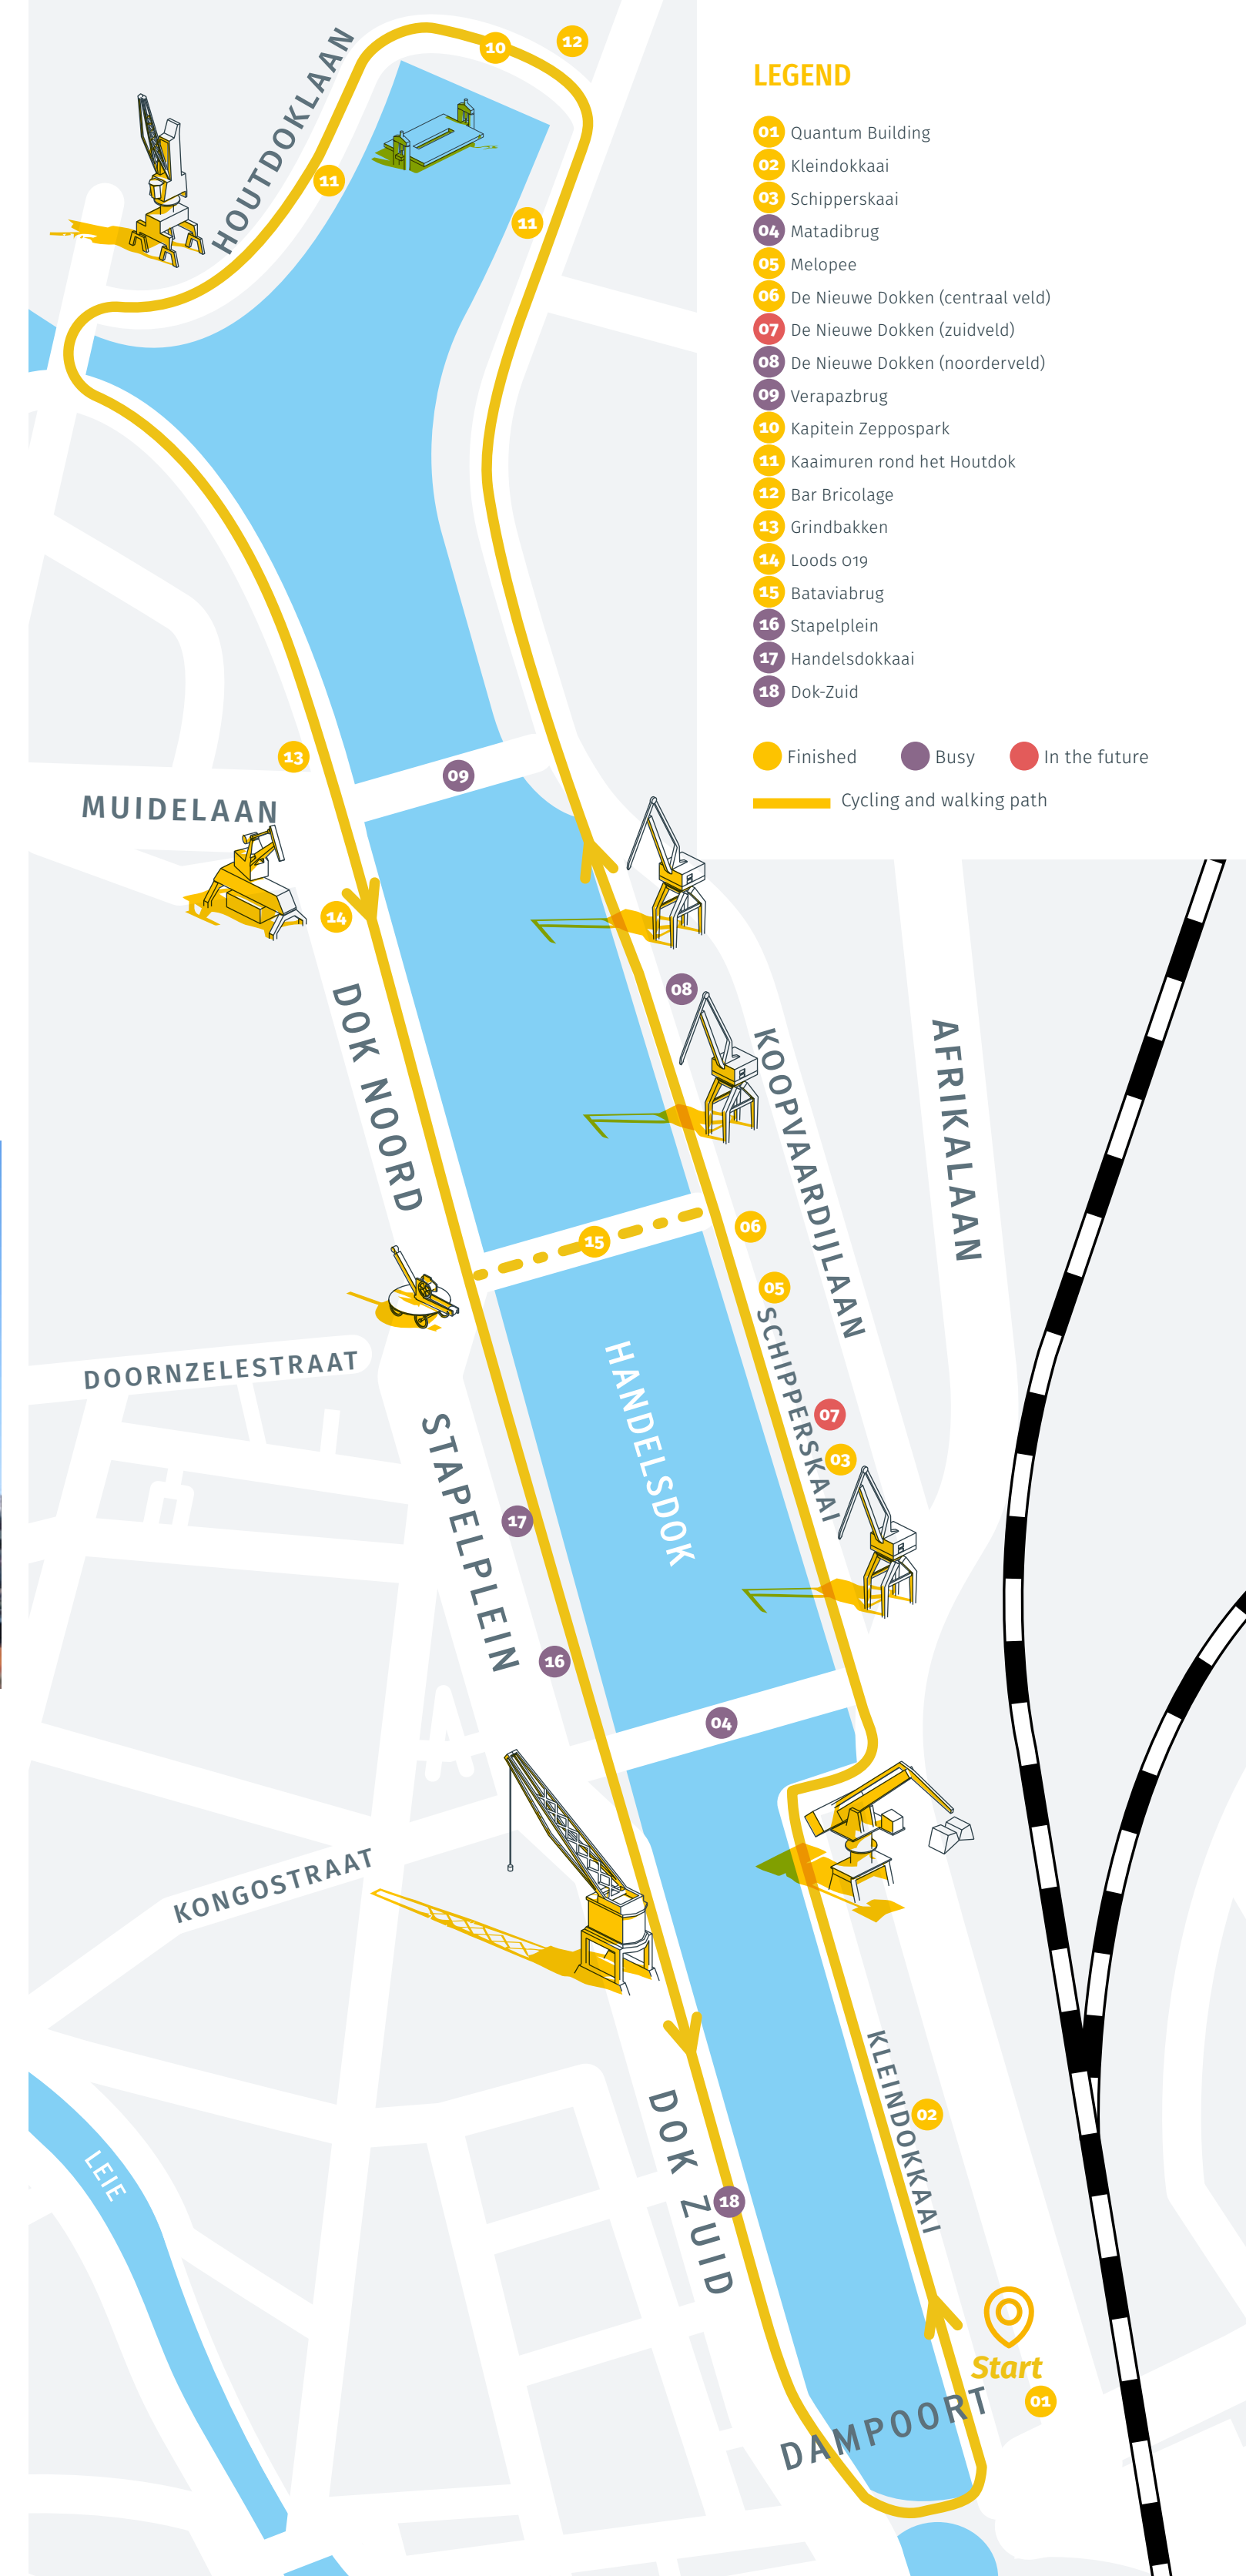 LEGEND
01 Quantum Building
02 Kleindokkaai
03 Schipperskaai
04 Matadibrug
05 Melopee
06 De Nieuwe Dokken (centraal veld)
07 De Nieuwe Dokken (zuidveld)
08 De Nieuwe Dokken (noorderveld)
09 Verapazbrug
10 Kapitein Zeppospark
11 Kaaimuren rond het Houtdok
12 Bar Bricolage
13 Grindbakken
14 Loods 019
15 Bataviabrug
16 Stapelplein
17 Handelsdokkaai
18 Dok-Zuid
Finished
Busy
In the future
Cycling and walking path
12
10
HOUTDOKLAAN
11
11
13
09
MUIDELAAN
14
08
DOK NOORD
KOOPVAARDIJLAAN
AFRIKALAAN
06
15
05
SCHIPPERSKAAI
HANDELSDOK
DOORNZELESTRAAT
07
STAPELPLEIN
03
17
16
04
KONGOSTRAAT
KLEINDOKKAAI
02
DOK ZUID
LEIE
18
Start
01
DAMPOORT